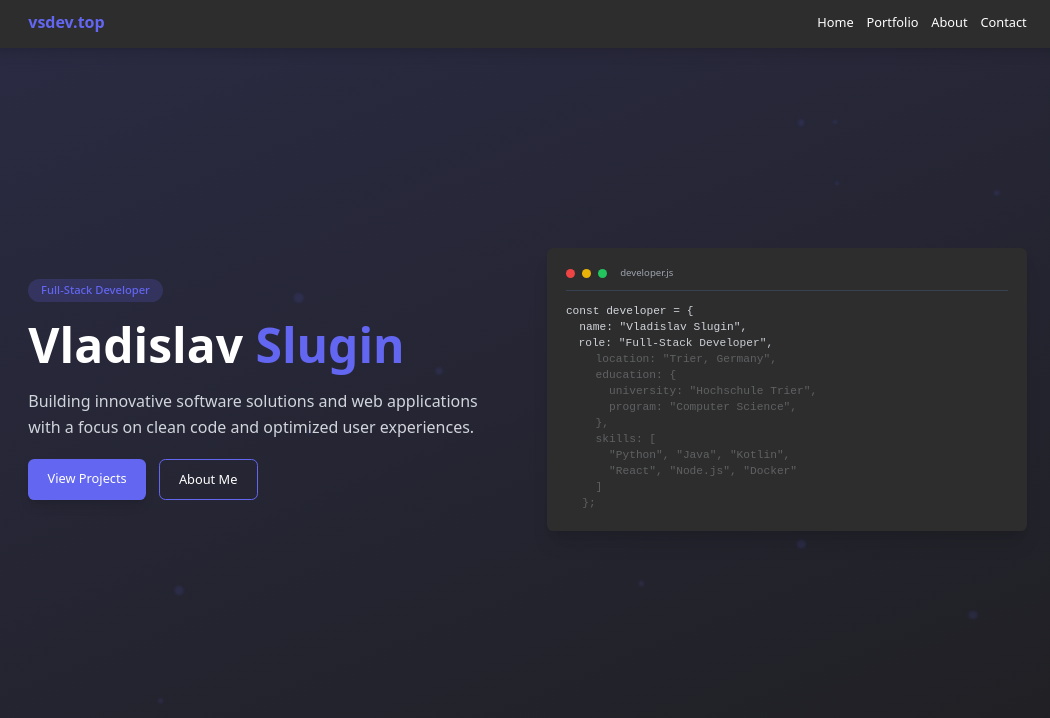 vsdev.top
Home Portfolio About Contact
Full-Stack Developer
Vladislav Slugin
Building innovative software solutions and web applications
with a focus on clean code and optimized user experiences.
View Projects About Me
developer.js
const developer = {
  name: "Vladislav Slugin",
  role: "Full-Stack Developer",
    location: "Trier, Germany",
    education: {
      university: "Hochschule Trier",
      program: "Computer Science",
    },
    skills: [
      "Python", "Java", "Kotlin",
      "React", "Node.js", "Docker"
    ]
  };